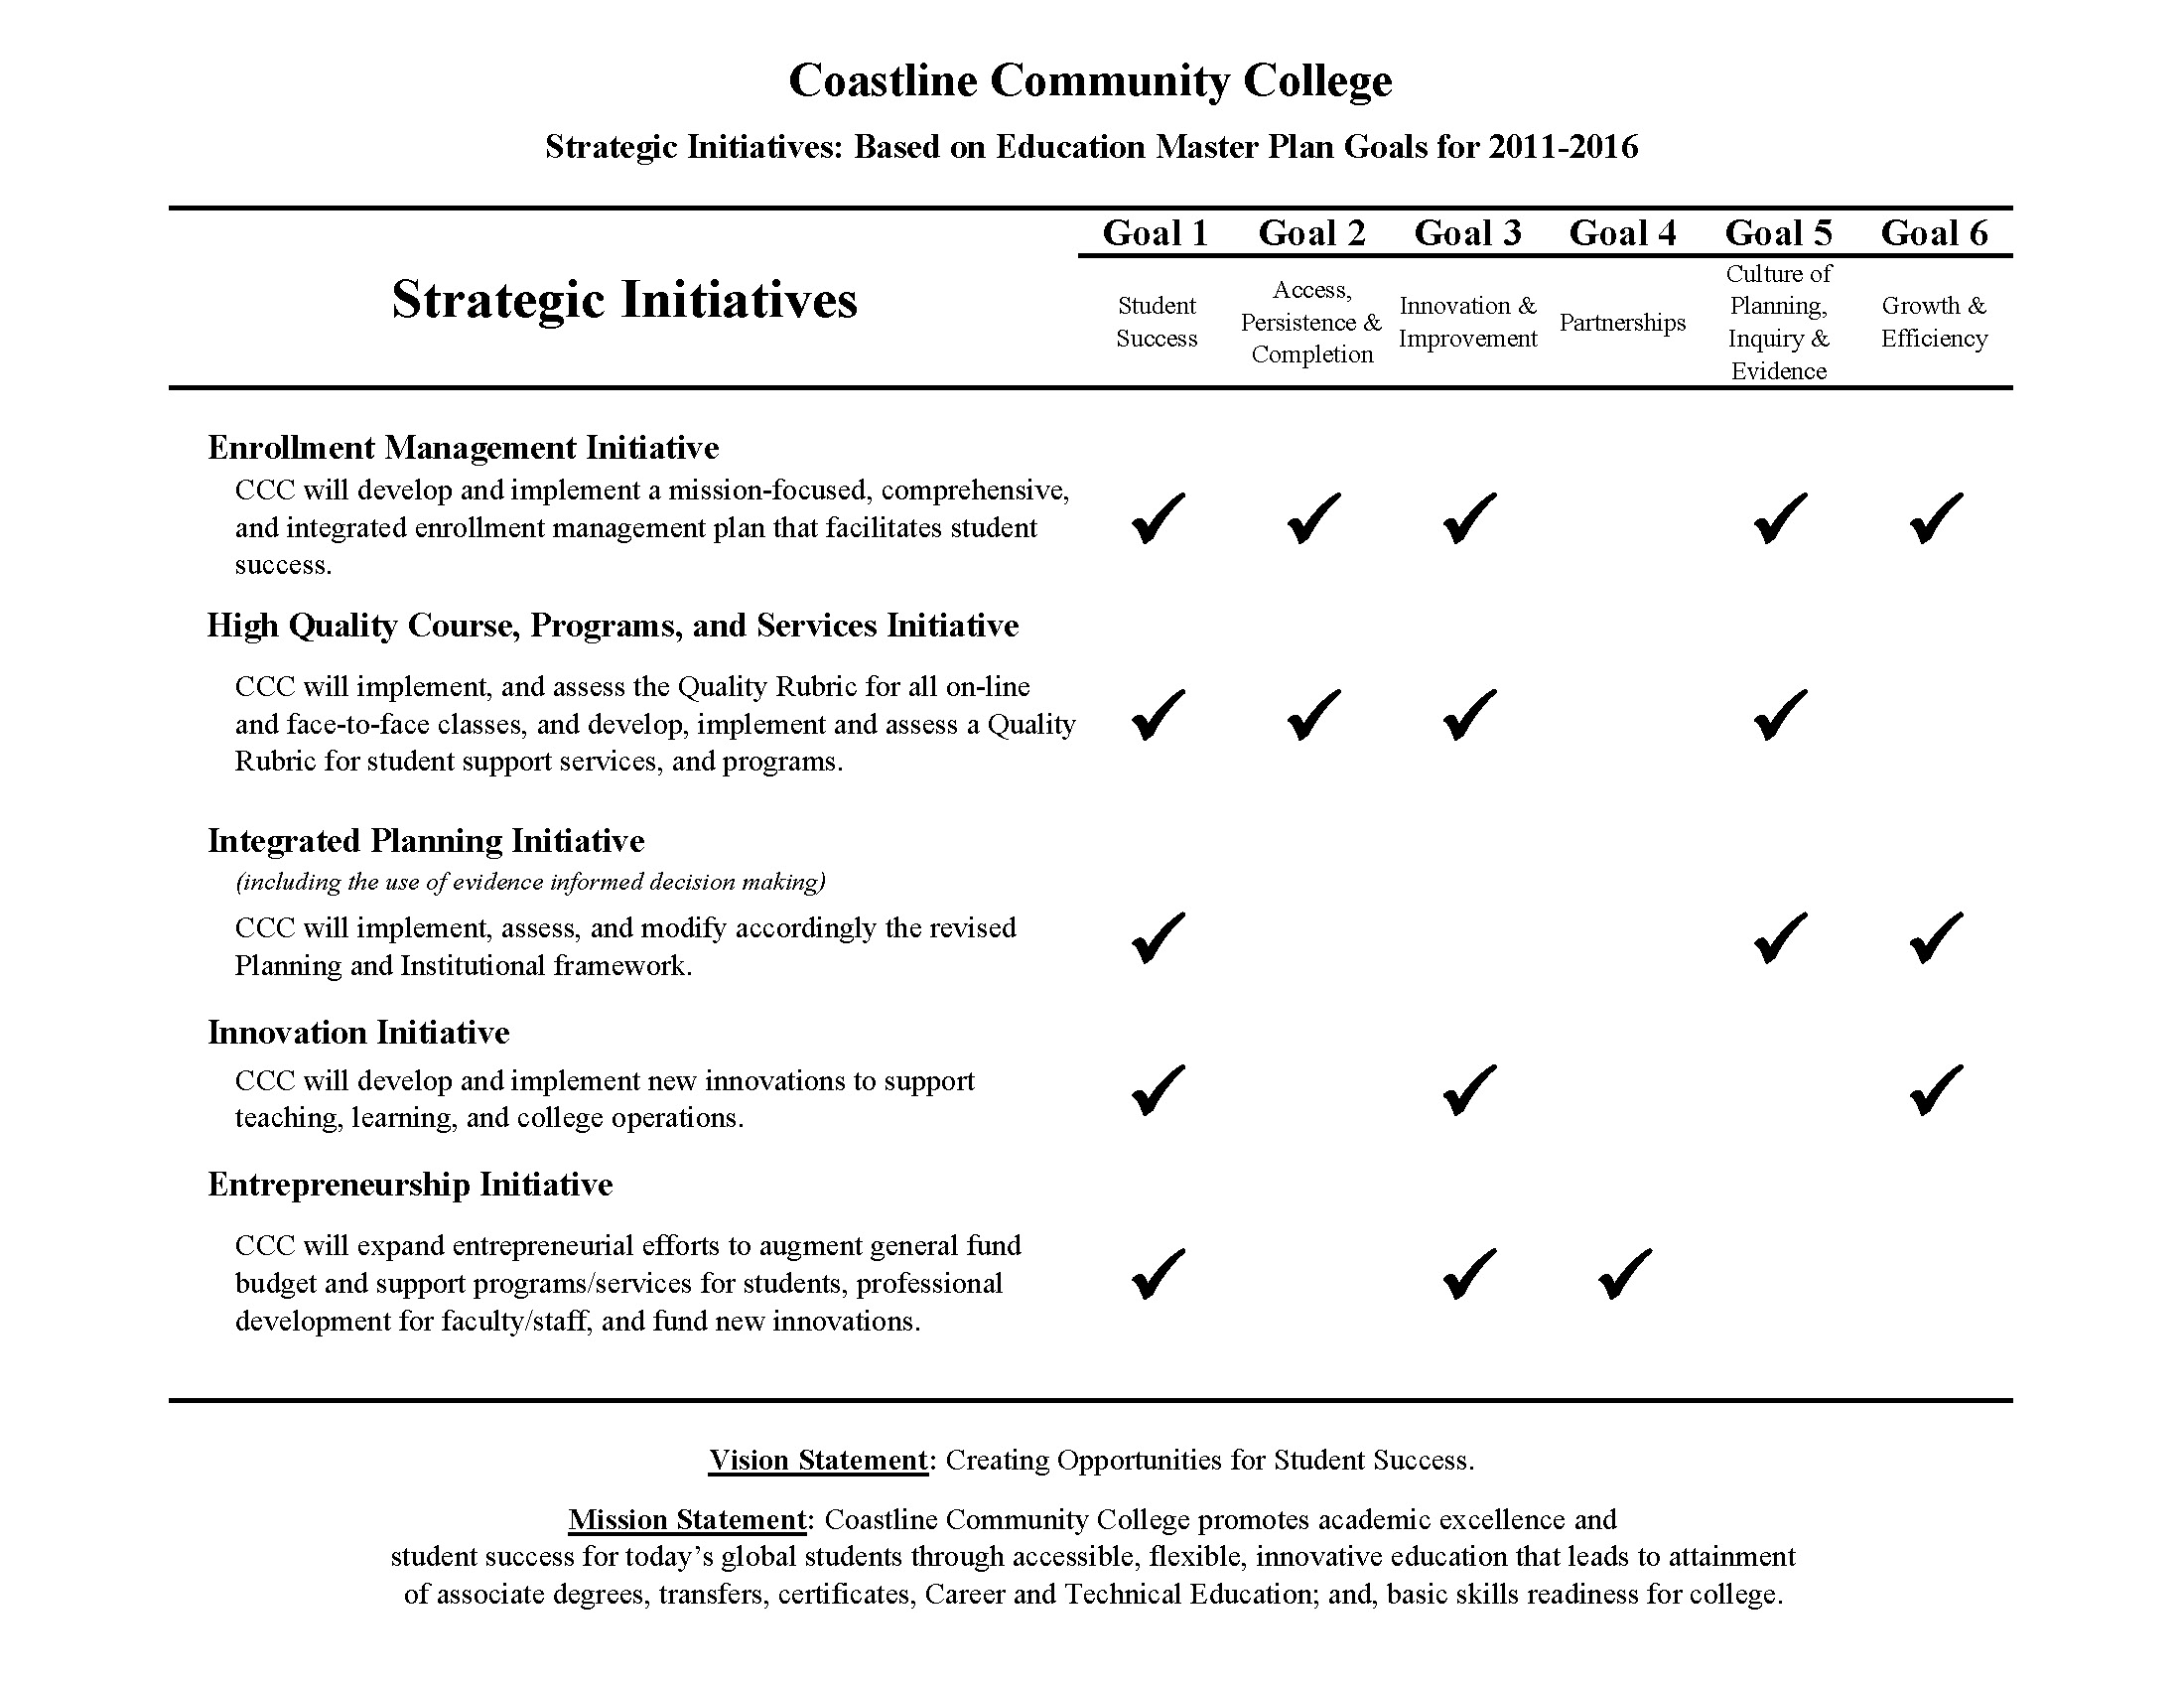 Coastline Community College
Strategic Initiatives: Based on Education Master Plan Goals for 2011-2016
Strategic Initiatives
Goal 1 Goal 2 Goal 3 Goal 4 Goal 5 Goal 6
Student
Success
Access,
Persistence &
Completion
Innovation &
Improvement
Partnerships
Culture of
Planning,
Inquiry &
Evidence
Growth &
Efficiency
Enrollment Management Initiative
CCC will develop and implement a mission-focused, comprehensive,
and integrated enrollment management plan that facilitates student
success.
✓ ✓ ✓ ✓ ✓
High Quality Course, Programs, and Services Initiative
CCC will implement, and assess the Quality Rubric for all on-line
and face-to-face classes, and develop, implement and assess a Quality
Rubric for student support services, and programs.
✓ ✓ ✓ ✓
Integrated Planning Initiative
(including the use of evidence informed decision making)
CCC will implement, assess, and modify accordingly the revised
Planning and Institutional framework.
✓ ✓ ✓
Innovation Initiative
CCC will develop and implement new innovations to support
teaching, learning, and college operations.
✓ ✓ ✓
Entrepreneurship Initiative
CCC will expand entrepreneurial efforts to augment general fund
budget and support programs/services for students, professional
development for faculty/staff, and fund new innovations.
✓ ✓ ✓
Vision Statement: Creating Opportunities for Student Success.
Mission Statement: Coastline Community College promotes academic excellence and
student success for today’s global students through accessible, flexible, innovative education that leads to attainment
of associate degrees, transfers, certificates, Career and Technical Education; and, basic skills readiness for college.